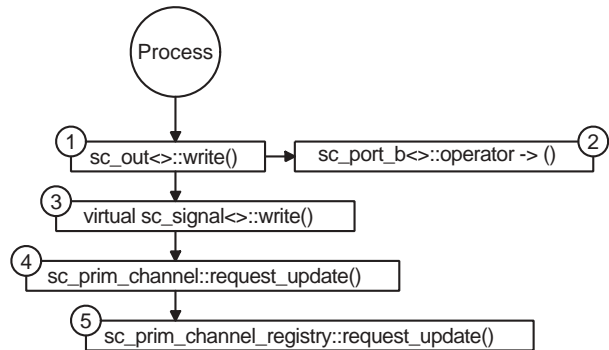 Process
1
sc_out<>::write()
2
sc_port_b<>::operator -> ()
3
virtual sc_signal<>::write()
4
sc_prim_channel::request_update()
5
sc_prim_channel_registry::request_update()